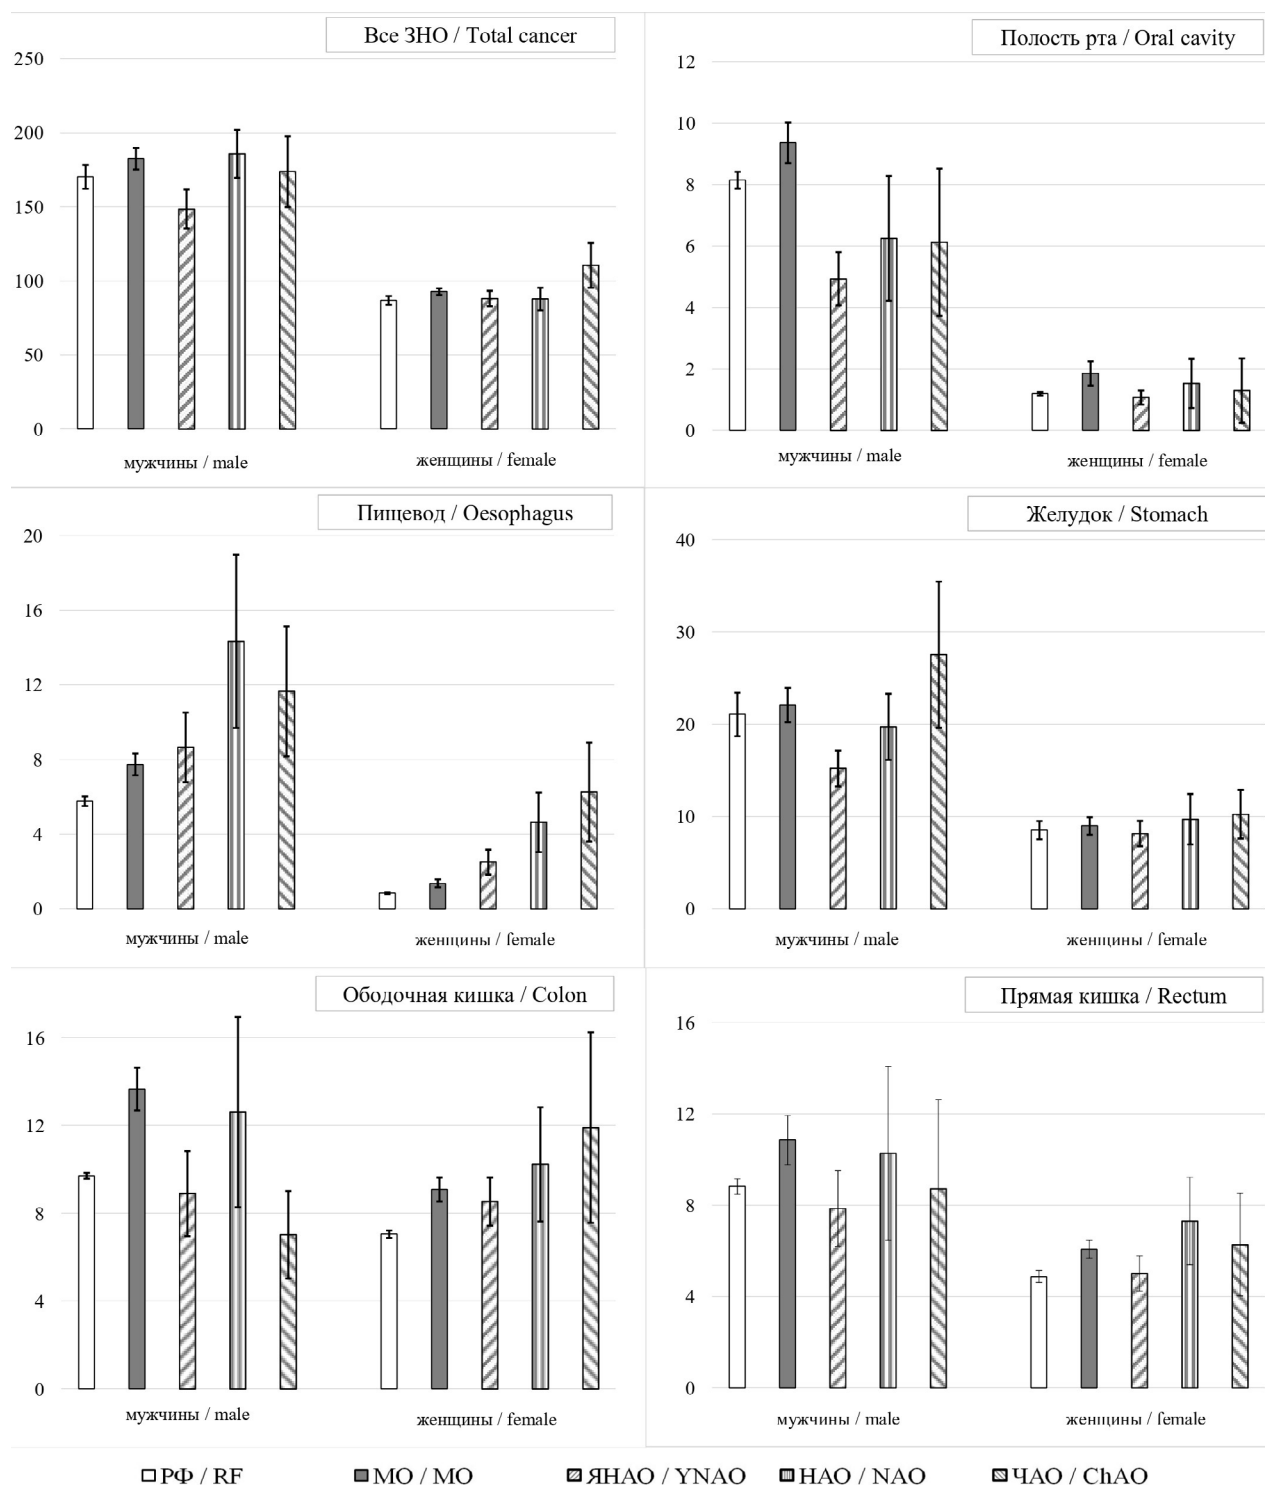 Все ЗНО / Total cancer
250
200
150
100
50
0
мужчины / male
женщины / female
Полость рта / Oral cavity
12
10
8
6
4
2
0
мужчины / male
женщины / female
Пищевод / Oesophagus
20
16
12
8
4
0
мужчины / male
женщины / female
Желудок / Stomach
40
30
20
10
0
мужчины / male
женщины / female
Ободочная кишка / Colon
16
12
8
4
0
мужчины / male
женщины / female
Прямая кишка / Rectum
16
12
8
4
0
мужчины / male
женщины / female
РФ / RF
МО / MO
ЯНАО / YNAO
НАО / NAO
ЧАО / ChAO